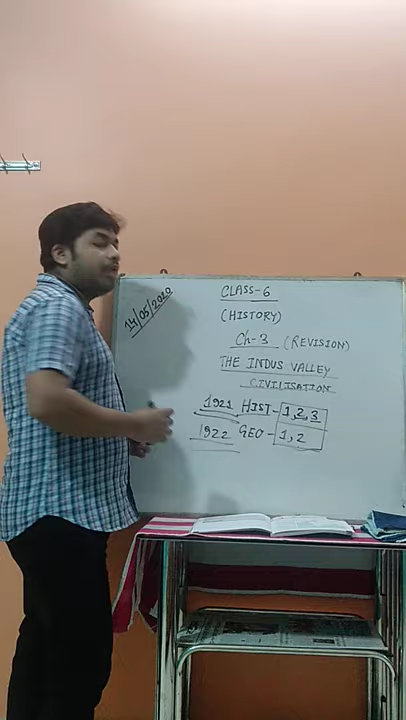 14/05/2020
CLASS-6
(HISTORY)
Ch-3 (REVISION)
THE INDUS VALLEY
CIVILISATION
1921 HIST-1,2,3
1922 GEO-1,2